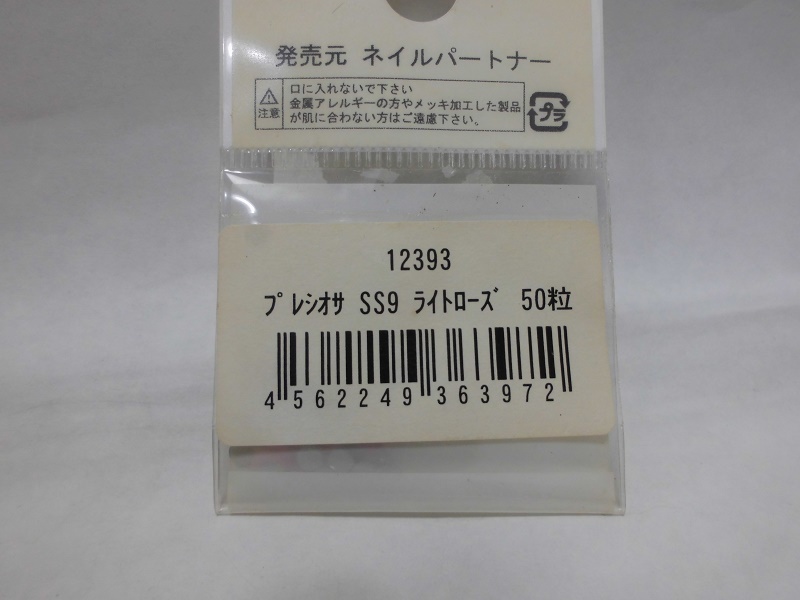 発売元 ネイルパートナー
注意
口に入れないで下さい
金属アレルギーの方やメッキ加工した製品
が肌に合わない方はご遠慮下さい。
プラ
12393
ﾌﾟﾚｼｵｻ SS9 ﾗｲﾄﾛｰｽﾞ 50粒
4562249363972